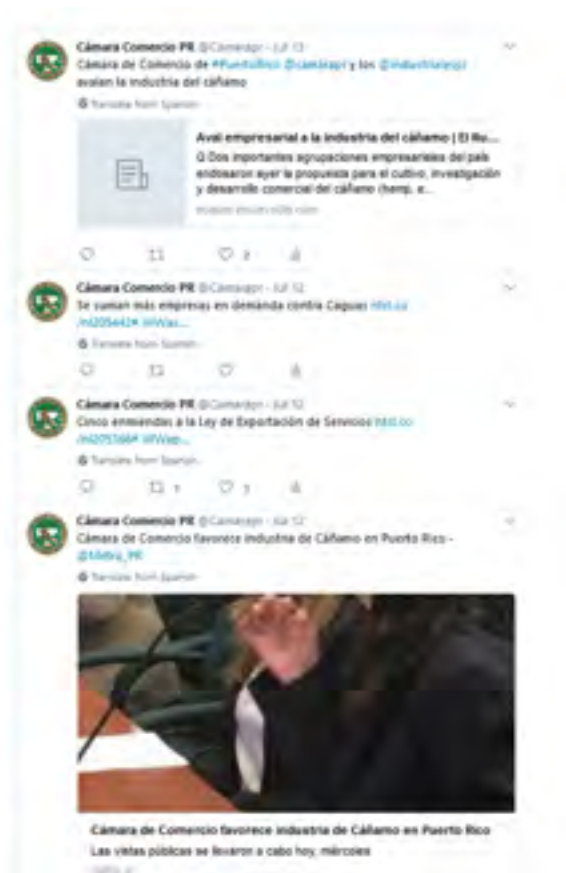 Cámara Comercio PR @Camarapr - Jul 13
Cámara de Comercio de #PuertoRico @camarapr y los @industrialespr
avalan la industria del cáñamo
Translate from Spanish
Aval empresarial a la industria del cáñamo | El Nu...
Dos importantes agrupaciones empresariales del país
endosaron ayer la propuesta para el cultivo, investigación
y desarrollo comercial del cáñamo (hemp, e...
2
Cámara Comercio PR @Camarapr - Jul 12
Se suman más empresas en demanda contra Caguas
Translate from Spanish
Cámara Comercio PR @Camarapr - Jul 12
Cinco enmiendas a la Ley de Exportación de Servicios
Translate from Spanish
Cámara Comercio PR @Camarapr - Jul 12
Cámara de Comercio favorece industria de Cáñamo en Puerto Rico -
@Metro_PR
Translate from Spanish
Cámara de Comercio favorece industria de Cáñamo en Puerto Rico
Las vistas públicas se llevaron a cabo hoy, miércoles